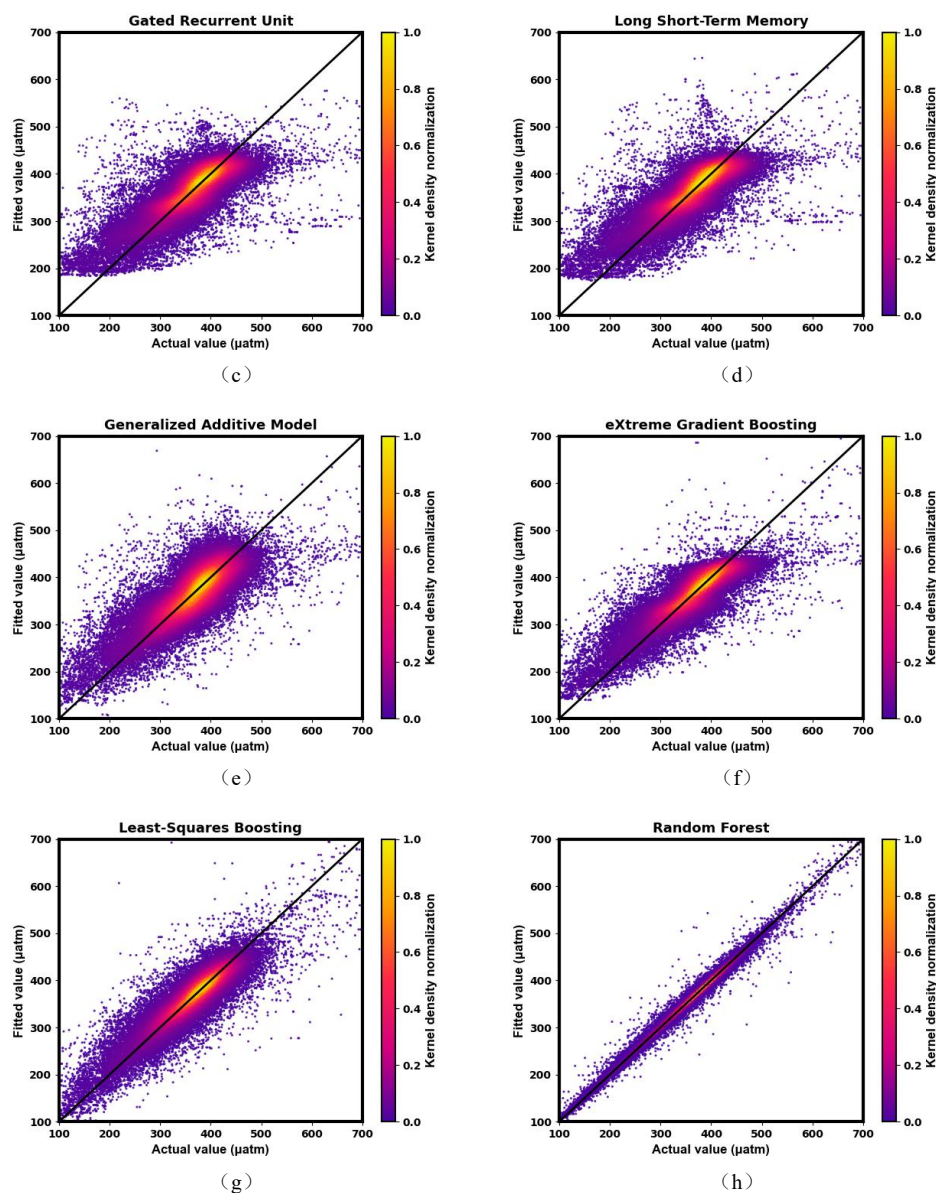 Gated Recurrent Unit
700
600
500
400
300
200
100
100 200 300 400 500 600 700
Fitted value (μatm)
Actual value (μatm)
1.0
0.8
0.6
0.4
0.2
0.0
Kernel density normalization
（c）
Long Short-Term Memory
700
600
500
400
300
200
100
100 200 300 400 500 600 700
Fitted value (μatm)
Actual value (μatm)
1.0
0.8
0.6
0.4
0.2
0.0
Kernel density normalization
（d）
Generalized Additive Model
700
600
500
400
300
200
100
100 200 300 400 500 600 700
Fitted value (μatm)
Actual value (μatm)
1.0
0.8
0.6
0.4
0.2
0.0
Kernel density normalization
（e）
eXtreme Gradient Boosting
700
600
500
400
300
200
100
100 200 300 400 500 600 700
Fitted value (μatm)
Actual value (μatm)
1.0
0.8
0.6
0.4
0.2
0.0
Kernel density normalization
（f）
Least-Squares Boosting
700
600
500
400
300
200
100
100 200 300 400 500 600 700
Fitted value (μatm)
Actual value (μatm)
1.0
0.8
0.6
0.4
0.2
0.0
Kernel density normalization
（g）
Random Forest
700
600
500
400
300
200
100
100 200 300 400 500 600 700
Fitted value (μatm)
Actual value (μatm)
1.0
0.8
0.6
0.4
0.2
0.0
Kernel density normalization
（h）